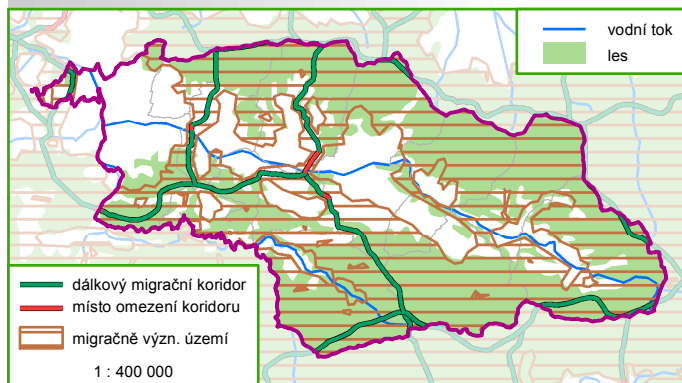 vodní tok
les
dálkový migrační koridor
místo omezení koridoru
migračně význ. území
1 : 400 000